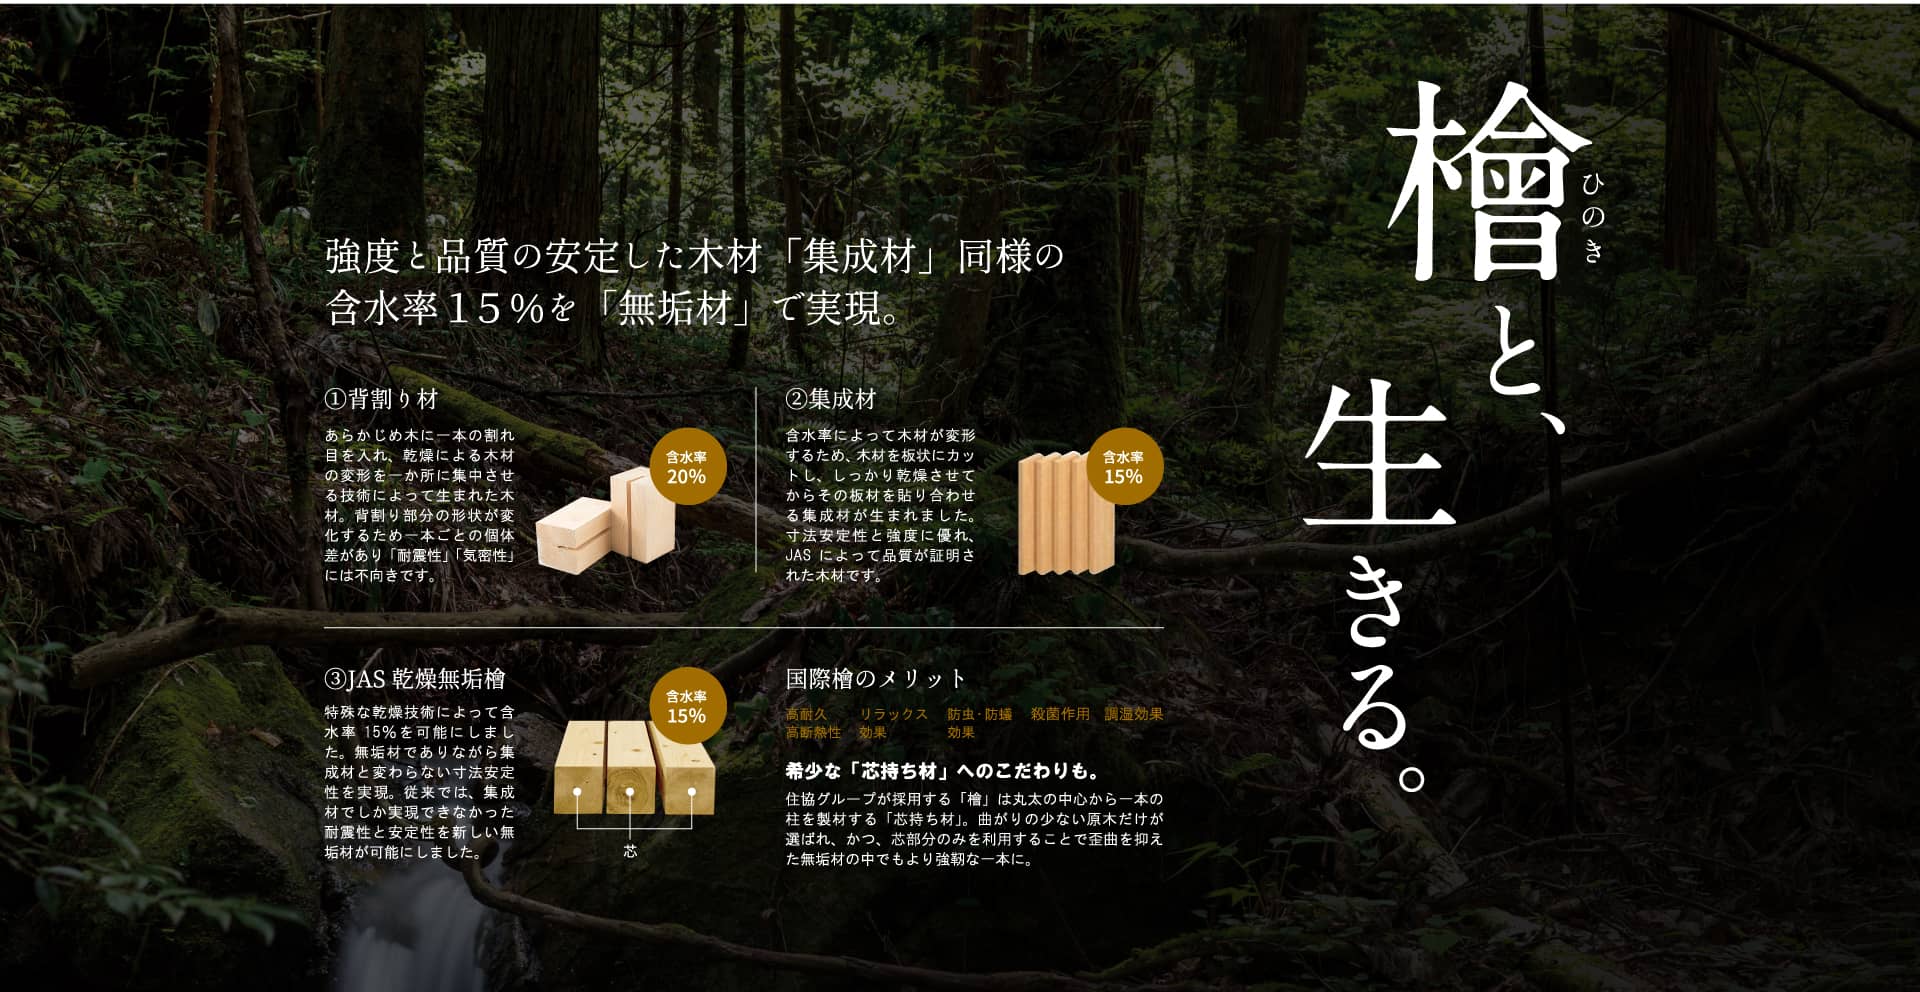 檜と、
ひのき
生きる。
強度と品質の安定した木材「集成材」同様の
含水率15%を「無垢材」で実現。
①背割り材
あらかじめ木に一本の割れ
目を入れ、乾燥による木材
の変形を一か所に集中させ
る技術によって生まれた木
材。背割り部分の形状が変
化するため一本ごとの個体
差があり「耐震性」「気密性」
には不向きです。
含水率
20%
②集成材
含水率によって木材が変形
するため、木材を板状にカッ
トし、しっかり乾燥させて
からその板材を貼り合わせ
る集成材が生まれました。
寸法安定性と強度に優れ、
JAS によって品質が証明さ
れた木材です。
含水率
15%
③JAS 乾燥無垢檜
特殊な乾燥技術によって含
水率 15%を可能にしまし
た。無垢材でありながら集
成材と変わらない寸法安定
性を実現。従来では、集成
材でしか実現できなかった
耐震性と安定性を新しい無
垢材が可能にしました。
含水率
15%
芯
国際檜のメリット
高耐久
高断熱性
リラックス
効果
防虫・防蟻
効果
殺菌作用
調湿効果
希少な「芯持ち材」へのこだわりも。
住協グループが採用する「檜」は丸太の中心から一本の
柱を製材する「芯持ち材」。曲がりの少ない原木だけが
選ばれ、かつ、芯部分のみを利用することで歪曲を抑え
た無垢材の中でもより強靭な一本に。